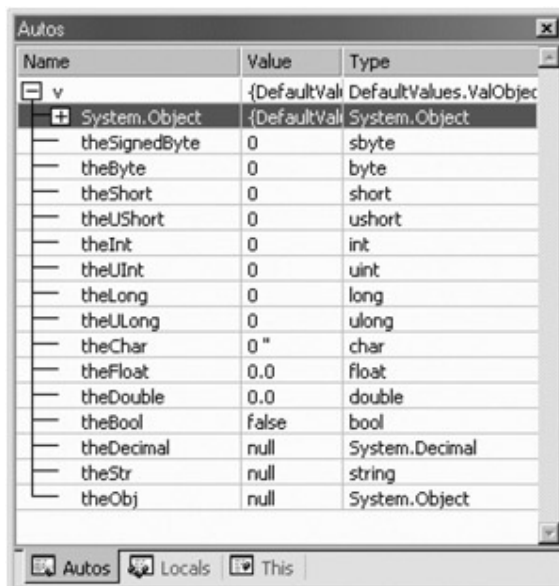 Autos
Name Value Type
v {DefaultVal DefaultValues.ValObjec
System.Object {DefaultVal System.Object
theSignedByte 0 sbyte
theByte 0 byte
theShort 0 short
theUShort 0 ushort
theInt 0 int
theUInt 0 uint
theLong 0 long
theULong 0 ulong
theChar 0 '' char
theFloat 0.0 float
theDouble 0.0 double
theBool false bool
theDecimal null System.Decimal
theStr null string
theObj null System.Object
Autos Locals This